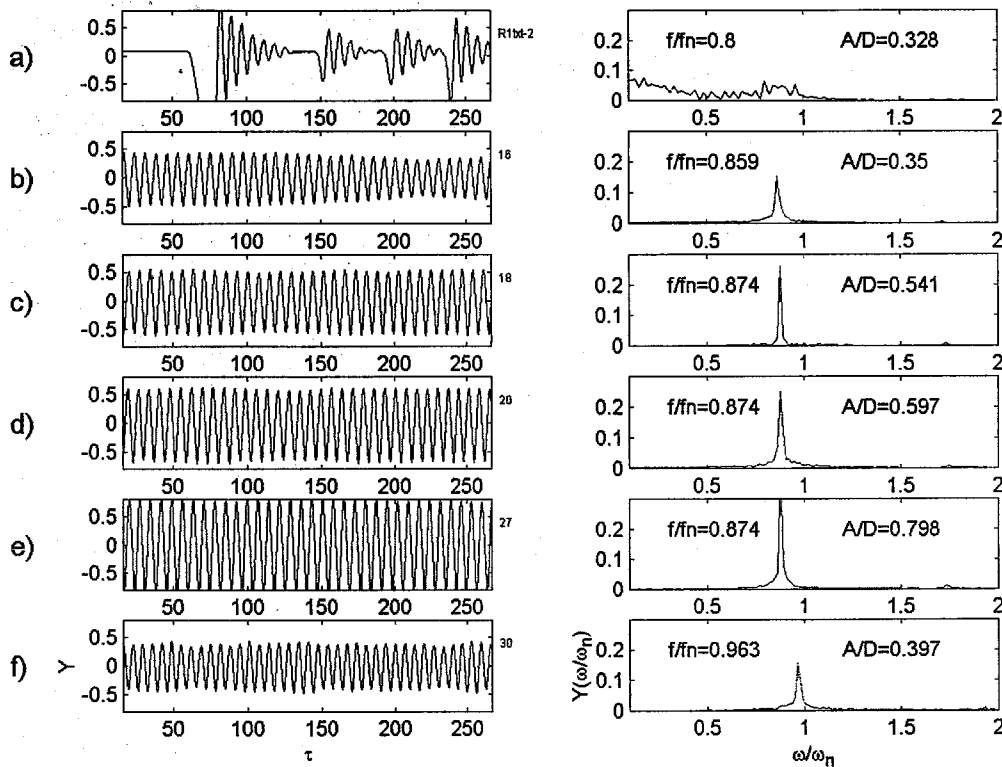 a)
0.5
0
-0.5
50 100 150 200 250
R1txt-2
f/fn=0.8 A/D=0.328
0.2
0.1
0
0.5 1 1.5 2
b)
0.5
0
-0.5
50 100 150 200 250
16
f/fn=0.859 A/D=0.35
0.2
0.1
0
0.5 1 1.5 2
c)
0.5
0
-0.5
50 100 150 200 250
18
f/fn=0.874 A/D=0.541
0.2
0.1
0
0.5 1 1.5 2
d)
0.5
0
-0.5
50 100 150 200 250
20
f/fn=0.874 A/D=0.597
0.2
0.1
0
0.5 1 1.5 2
e)
0.5
0
-0.5
50 100 150 200 250
27
f/fn=0.874 A/D=0.798
0.2
0.1
0
0.5 1 1.5 2
f)
Y
0.5
0
-0.5
50 100 150 200 250
τ
30
f/fn=0.963 A/D=0.397
Y(ω/ωn)
0.2
0.1
0
0.5 1 1.5 2
ω/ωn